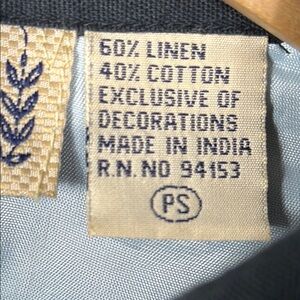 60% LINEN
40% COTTON
EXCLUSIVE OF
DECORATIONS
MADE IN INDIA
R.N. NO 94153
PS